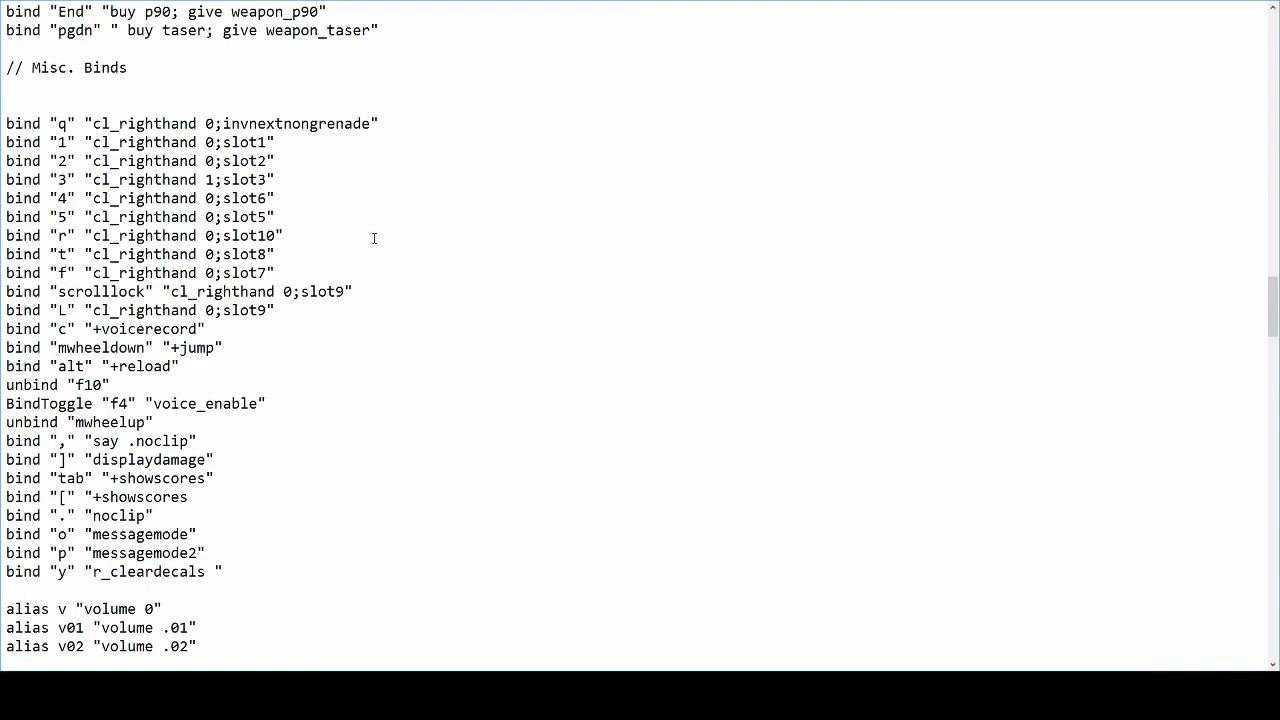 bind "End" "buy p90; give weapon_p90"
bind "pgdn" " buy taser; give weapon_taser"
// Misc. Binds
bind "q" "cl_righthand 0;invnextnongrenade"
bind "1" "cl_righthand 0;slot1"
bind "2" "cl_righthand 0;slot2"
bind "3" "cl_righthand 1;slot3"
bind "4" "cl_righthand 0;slot6"
bind "5" "cl_righthand 0;slot5"
bind "r" "cl_righthand 0;slot10"
bind "t" "cl_righthand 0;slot8"
bind "f" "cl_righthand 0;slot7"
bind "scrolllock" "cl_righthand 0;slot9"
bind "L" "cl_righthand 0;slot9"
bind "c" "+voicerecord"
bind "mwheeldown" "+jump"
bind "alt" "+reload"
unbind "f10"
BindToggle "f4" "voice_enable"
unbind "mwheelup"
bind "," "say .noclip"
bind "]" "displaydamage"
bind "tab" "+showscores"
bind "[" "+showscores
bind "." "noclip"
bind "o" "messagemode"
bind "p" "messagemode2"
bind "y" "r_cleardecals "
alias v "volume 0"
alias v01 "volume .01"
alias v02 "volume .02"